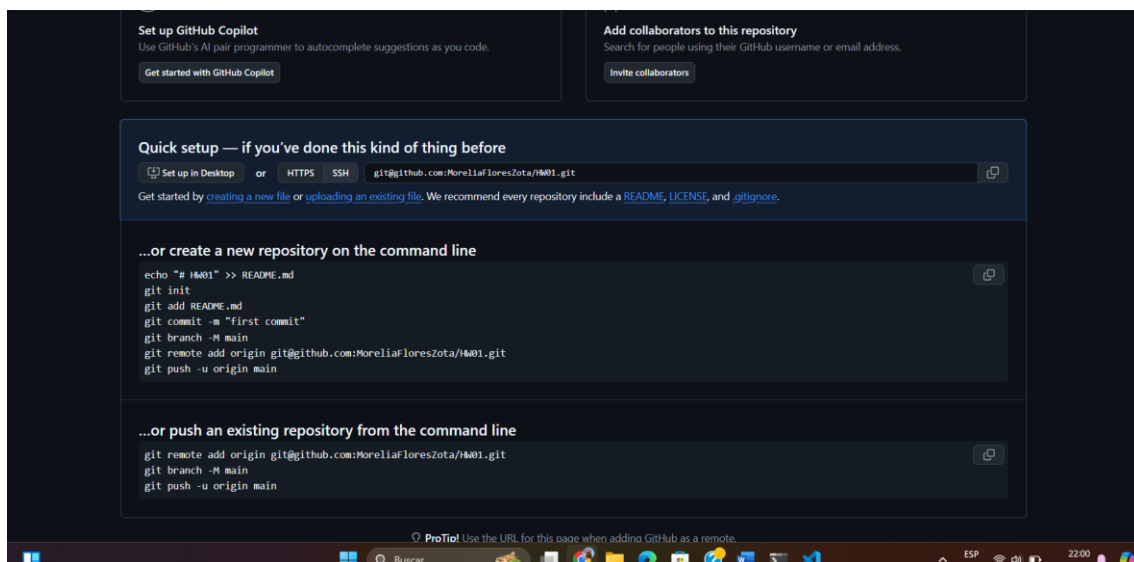 Set up GitHub Copilot
Use GitHub's AI pair programmer to autocomplete suggestions as you code.
Get started with GitHub Copilot
Add collaborators to this repository
Search for people using their GitHub username or email address.
Invite collaborators
Quick setup — if you've done this kind of thing before
Set up in Desktop or HTTPS SSH git@github.com:MoreliaFloresZota/HW01.git
Get started by creating a new file or uploading an existing file. We recommend every repository include a README, LICENSE, and .gitignore.
...or create a new repository on the command line
echo "# HW01" >> README.md
git init
git add README.md
git commit -m "first commit"
git branch -M main
git remote add origin git@github.com:MoreliaFloresZota/HW01.git
git push -u origin main
...or push an existing repository from the command line
git remote add origin git@github.com:MoreliaFloresZota/HW01.git
git branch -M main
git push -u origin main
ProTip! Use the URL for this page when adding GitHub as a remote.
Buscar ESP 22:00